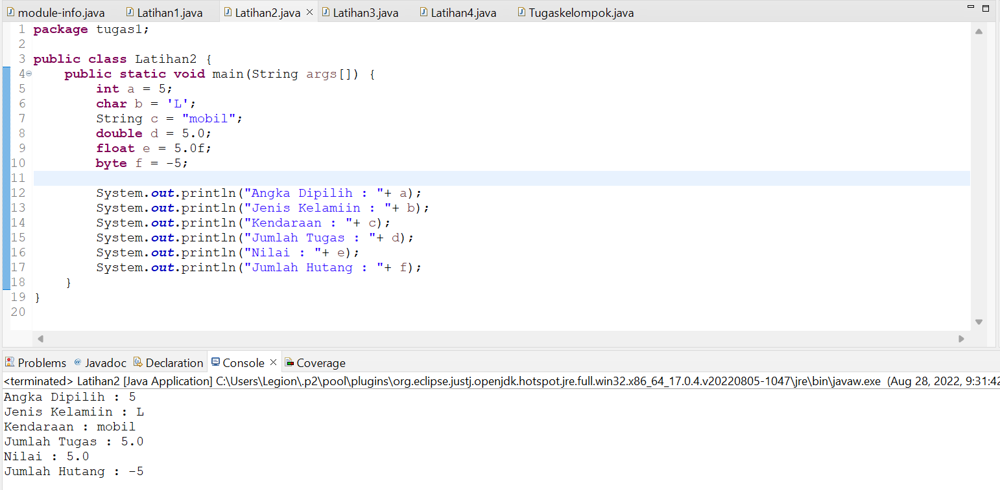 module-info.java Latihan1.java Latihan2.java Latihan3.java Latihan4.java Tugaskelompok.java
1 package tugas1;
2
3 public class Latihan2 {
4 public static void main(String args[]) {
5 int a = 5;
6 char b = 'L';
7 String c = "mobil";
8 double d = 5.0;
9 float e = 5.0f;
10 byte f = -5;
11
12 System.out.println("Angka Dipilih : "+ a);
13 System.out.println("Jenis Kelamiin : "+ b);
14 System.out.println("Kendaraan : "+ c);
15 System.out.println("Jumlah Tugas : "+ d);
16 System.out.println("Nilai : "+ e);
17 System.out.println("Jumlah Hutang : "+ f);
18 }
19 }
20
Problems @ Javadoc Declaration Console Coverage
<terminated> Latihan2 [Java Application] C:\Users\Legion\.p2\pool\plugins\org.eclipse.justj.openjdk.hotspot.jre.full.win32.x86_64_17.0.4.v20220805-1047\jre\bin\javaw.exe (Aug 28, 2022, 9:31:42
Angka Dipilih : 5
Jenis Kelamiin : L
Kendaraan : mobil
Jumlah Tugas : 5.0
Nilai : 5.0
Jumlah Hutang : -5